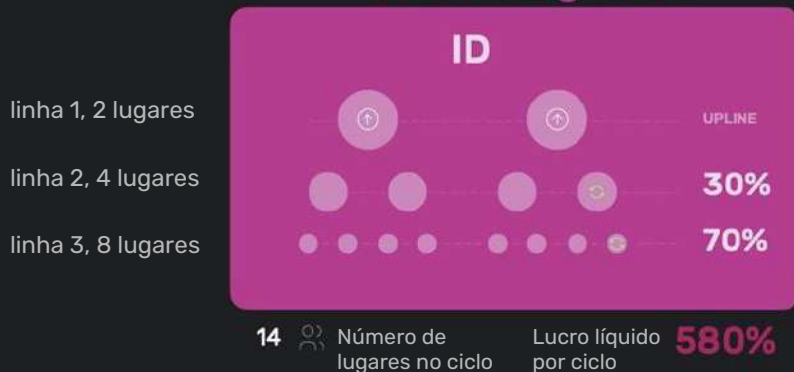 ID
linha 1, 2 lugares
UPLINE
linha 2, 4 lugares
30%
linha 3, 8 lugares
70%
14
Número de
lugares no ciclo
Lucro líquido
por ciclo
580%